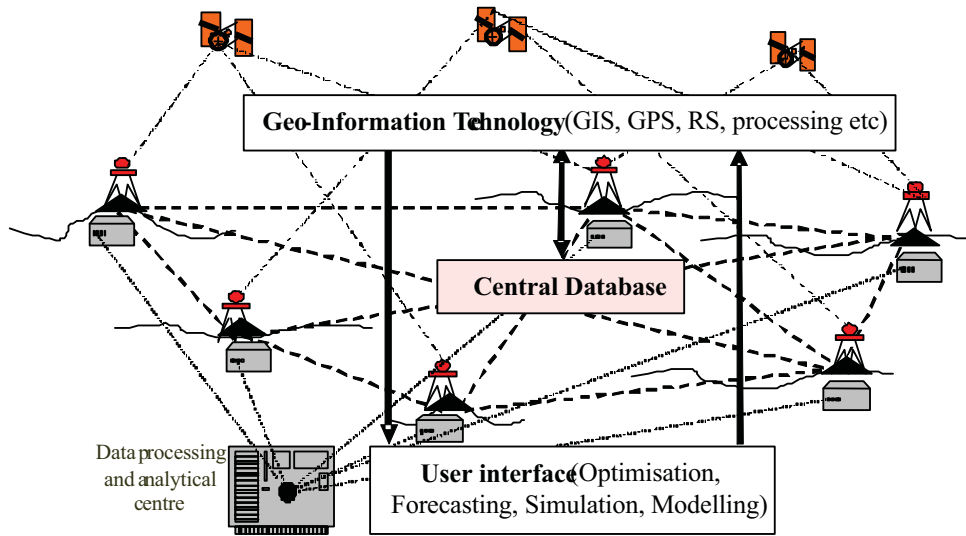 Geo-Information Tehnology(GIS, GPS, RS, processing etc)
Central Database
Data processing
and analytical
centre
User interface(Optimisation,
Forecasting, Simulation, Modelling)